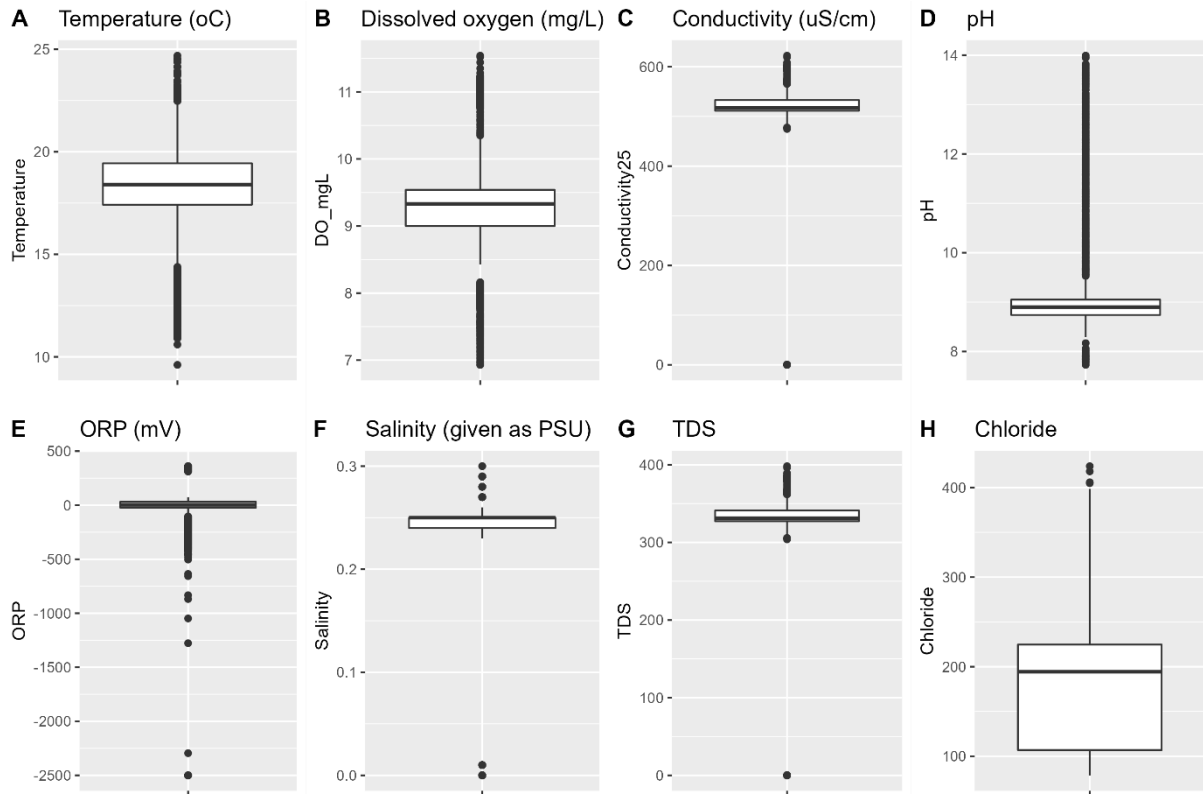 A Temperature (oC)
25
20
15
10
Temperature
B Dissolved oxygen (mg/L)
11
10
9
8
7
DO_mgL
C Conductivity (uS/cm)
600
400
200
0
Conductivity25
D pH
14
12
10
8
pH
E ORP (mV)
500
0
-500
-1000
-1500
-2000
-2500
ORP
F Salinity (given as PSU)
0.3
0.2
0.1
0.0
Salinity
G TDS
400
300
200
100
0
TDS
H Chloride
400
300
200
100
Chloride